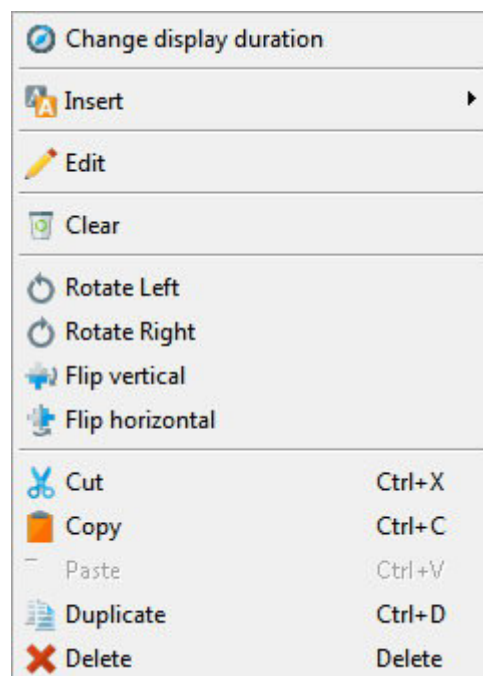 Change display duration
Insert
Edit
Clear
Rotate Left
Rotate Right
Flip vertical
Flip horizontal
Cut Ctrl+X
Copy Ctrl+C
Paste Ctrl+V
Duplicate Ctrl+D
Delete Delete